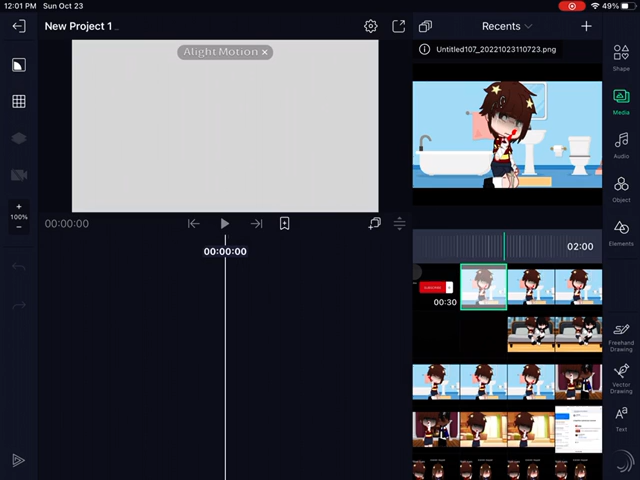 12:01 PM Sun Oct 23
49%
New Project 1
Recents
Alight Motion ×
Untitled107_20221023110723.png
Shape
Media
Audio
Object
Elements
Freehand
Drawing
Vector
Drawing
Aa
Text
+
100%
−
00:00:00
00:00:00
02:00
SUBSCRIBE
00:30